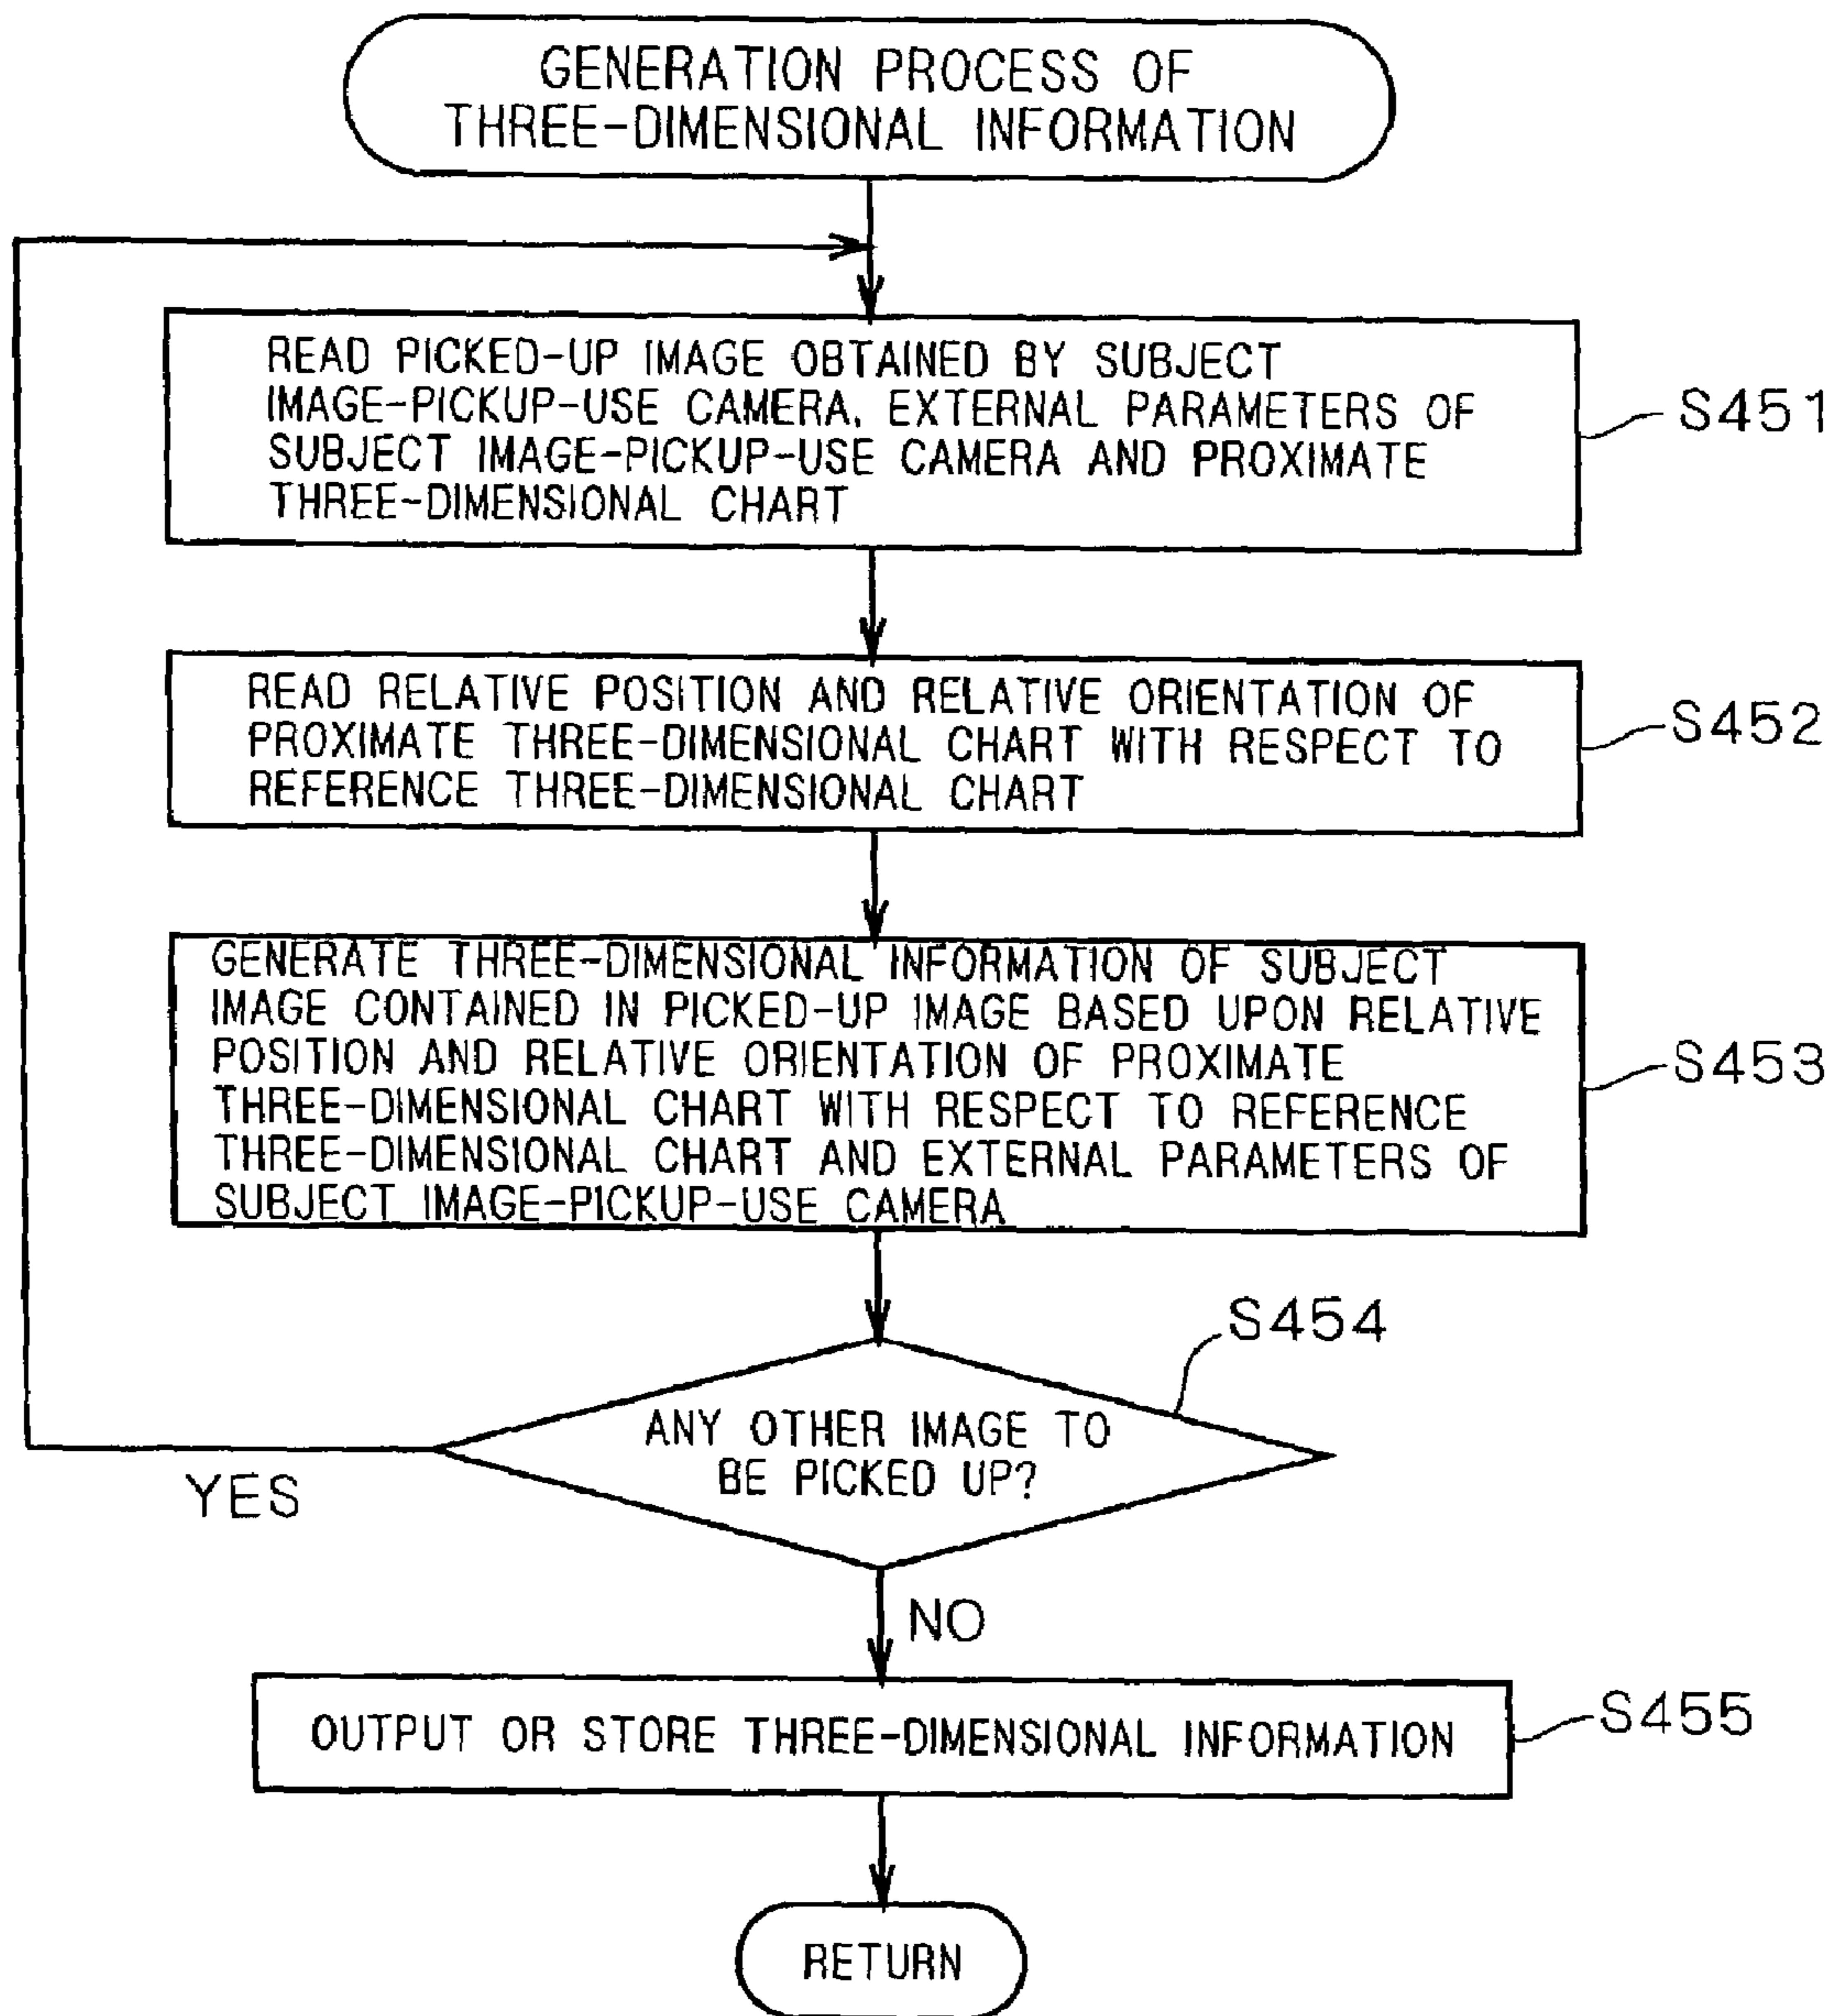 GENERATION PROCESS OF
THREE-DIMENSIONAL INFORMATION
READ PICKED-UP IMAGE OBTAINED BY SUBJECT
IMAGE-PICKUP-USE CAMERA, EXTERNAL PARAMETERS OF
SUBJECT IMAGE-PICKUP-USE CAMERA AND PROXIMATE
THREE-DIMENSIONAL CHART
S451
READ RELATIVE POSITION AND RELATIVE ORIENTATION OF
PROXIMATE THREE-DIMENSIONAL CHART WITH RESPECT TO
REFERENCE THREE-DIMENSIONAL CHART
S452
GENERATE THREE-DIMENSIONAL INFORMATION OF SUBJECT
IMAGE CONTAINED IN PICKED-UP IMAGE BASED UPON RELATIVE
POSITION AND RELATIVE ORIENTATION OF PROXIMATE
THREE-DIMENSIONAL CHART WITH RESPECT TO REFERENCE
THREE-DIMENSIONAL CHART AND EXTERNAL PARAMETERS OF
SUBJECT IMAGE-PICKUP-USE CAMERA
S453
S454
ANY OTHER IMAGE TO
BE PICKED UP?
YES
NO
OUTPUT OR STORE THREE-DIMENSIONAL INFORMATION
S455
RETURN